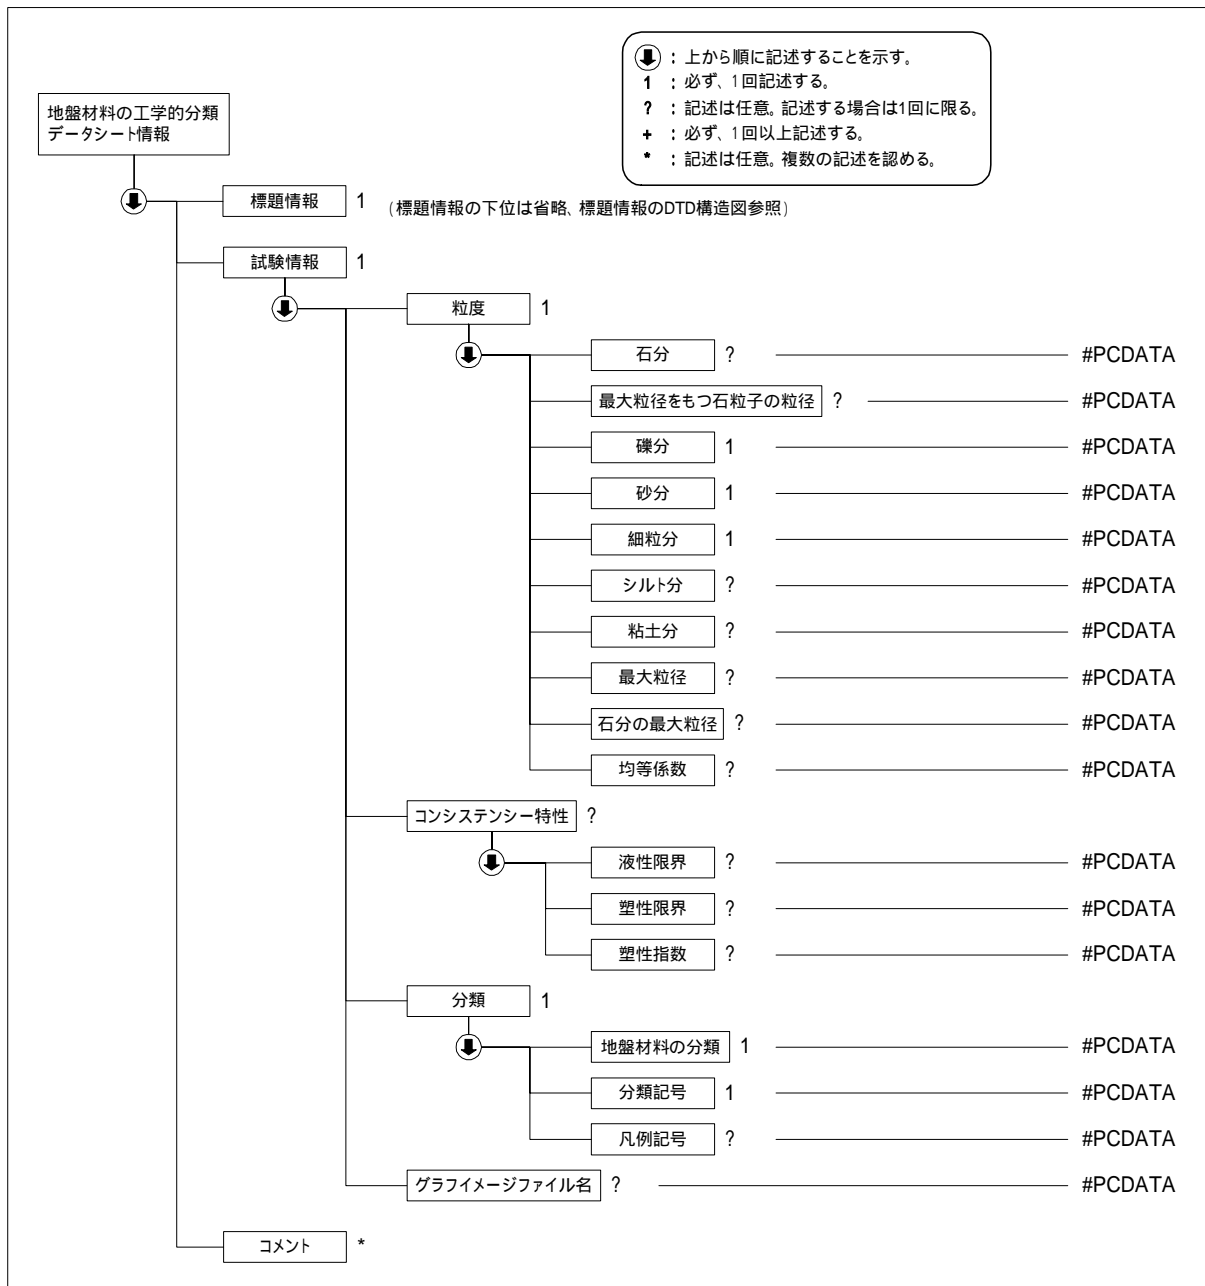 ： 上から順に記述することを示す。
1 ： 必ず、1回記述する。
? ： 記述は任意。記述する場合は1回に限る。
+ ： 必ず、1回以上記述する。
* ： 記述は任意。複数の記述を認める。
地盤材料の工学的分類
データシート情報
標題情報 1 (標題情報の下位は省略、標題情報のDTD構造図参照)
試験情報 1
粒度 1
石分 ? #PCDATA
最大粒径をもつ石粒子の粒径 ? #PCDATA
礫分 1 #PCDATA
砂分 1 #PCDATA
細粒分 1 #PCDATA
シルト分 ? #PCDATA
粘土分 ? #PCDATA
最大粒径 ? #PCDATA
石分の最大粒径 ? #PCDATA
均等係数 ? #PCDATA
コンシステンシー特性 ?
液性限界 ? #PCDATA
塑性限界 ? #PCDATA
塑性指数 ? #PCDATA
分類 1
地盤材料の分類 1 #PCDATA
分類記号 1 #PCDATA
凡例記号 ? #PCDATA
グラフイメージファイル名 ? #PCDATA
コメント *